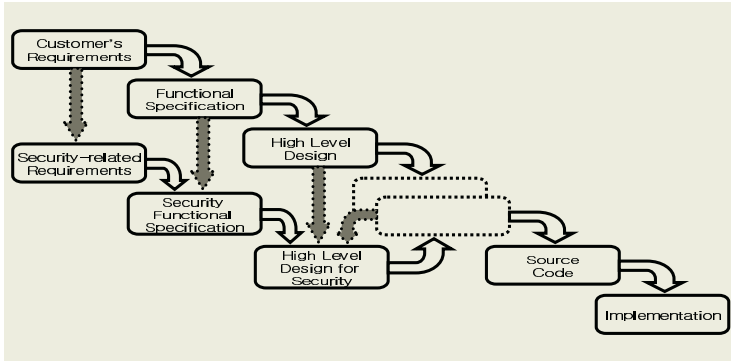 Customer's
Requirements
Functional
Specification
High Level
Design
Security-related
Requirements
Security
Functional
Specification
High Level
Design for
Security
Source
Code
Implementation